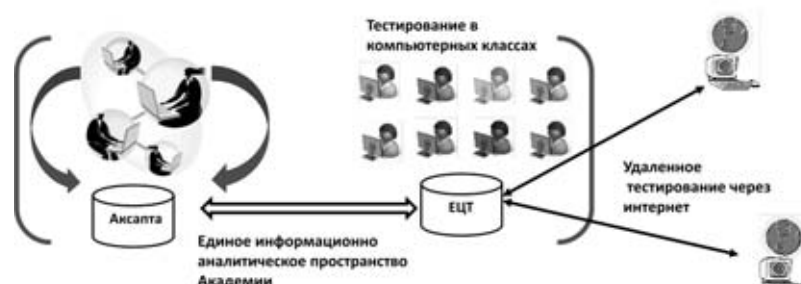 Тестирование в
компьютерных классах
Аксапта
ЕЦТ
Удаленное
тестирование через
интернет
Единое информационно
аналитическое пространство
Академии